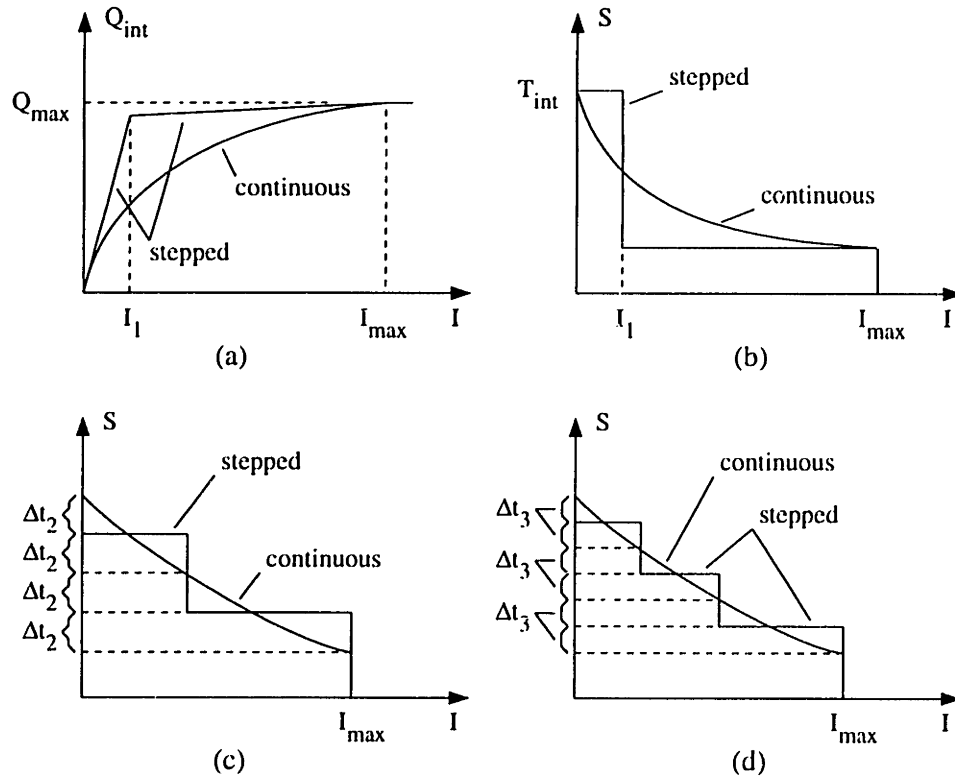 Q_int
Q_max
continuous
stepped
I_1
I_max
I
(a)
S
T_int
stepped
continuous
I_1
I_max
I
(b)
S
stepped
Δt_2
continuous
Δt_2
Δt_2
Δt_2
I_max
I
(c)
S
continuous
Δt_3
stepped
Δt_3
Δt_3
I_max
I
(d)